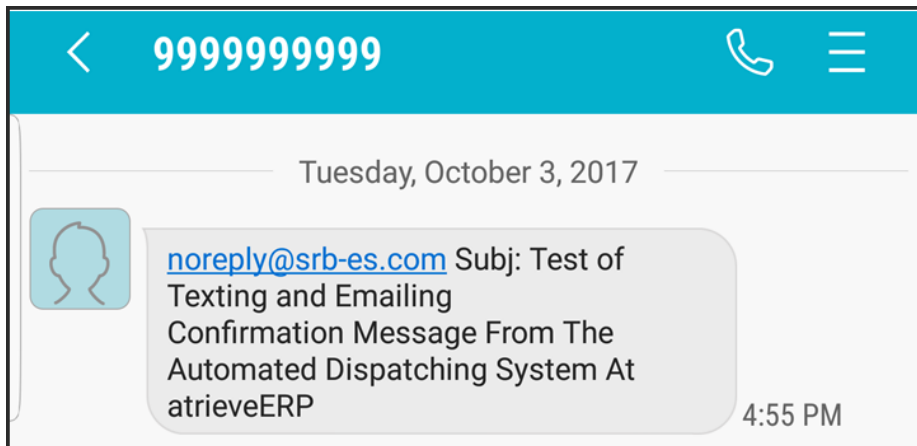 9999999999
Tuesday, October 3, 2017
noreply@srb-es.com Subj: Test of
Texting and Emailing
Confirmation Message From The
Automated Dispatching System At
atrieveERP
4:55 PM